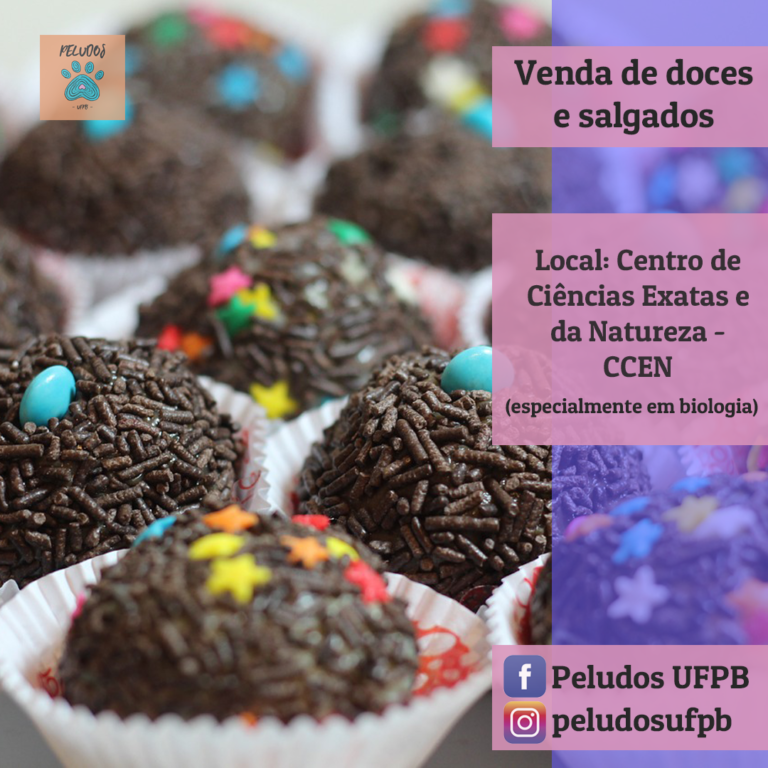 PELUDOS
- UFPB -
Venda de doces
e salgados
Local: Centro de
Ciências Exatas e
da Natureza -
CCEN
(especialmente em biologia)
Peludos UFPB
peludosufpb